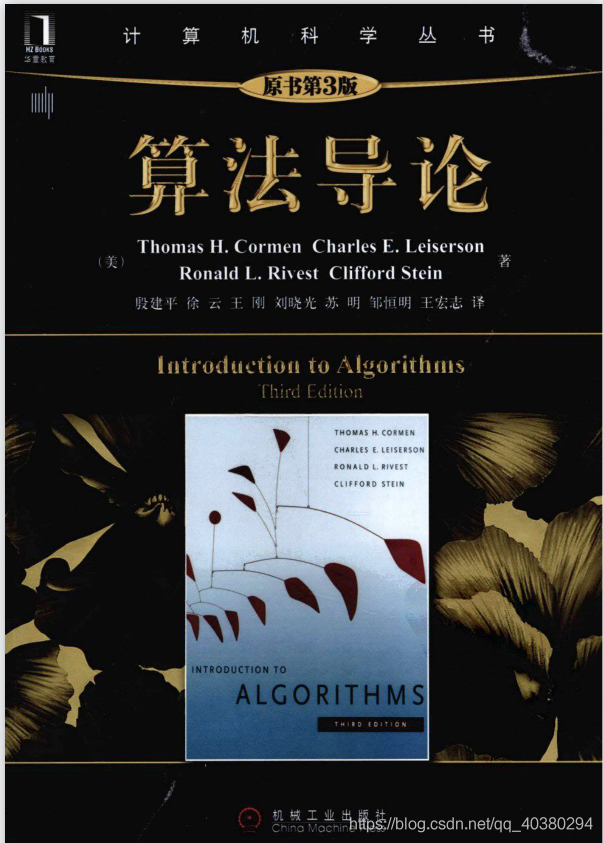 计算机科学丛书
HZ BOOKS
华章教育
原书第3版
算法导论
(美) Thomas H. Cormen Charles E. Leiserson
Ronald L. Rivest Clifford Stein 著
殷建平 徐 云 王 刚 刘晓光 苏 明 邹恒明 王宏志 译
Introduction to Algorithms
Third Edition
THOMAS H. CORMEN
CHARLES E. LEISERSON
RONALD L. RIVEST
CLIFFORD STEIN
INTRODUCTION TO
ALGORITHMS
THIRD EDITION
机械工业出版社
China Machine Press
https://blog.csdn.net/qq_40380294